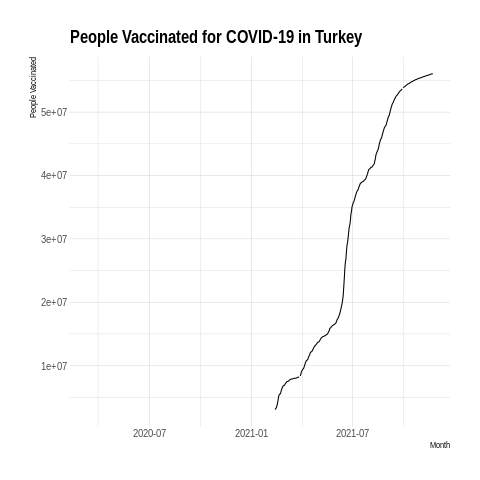 People Vaccinated for COVID-19 in Turkey
People Vaccinated
5e+07
4e+07
3e+07
2e+07
1e+07
2020-07
2021-01
2021-07
Month